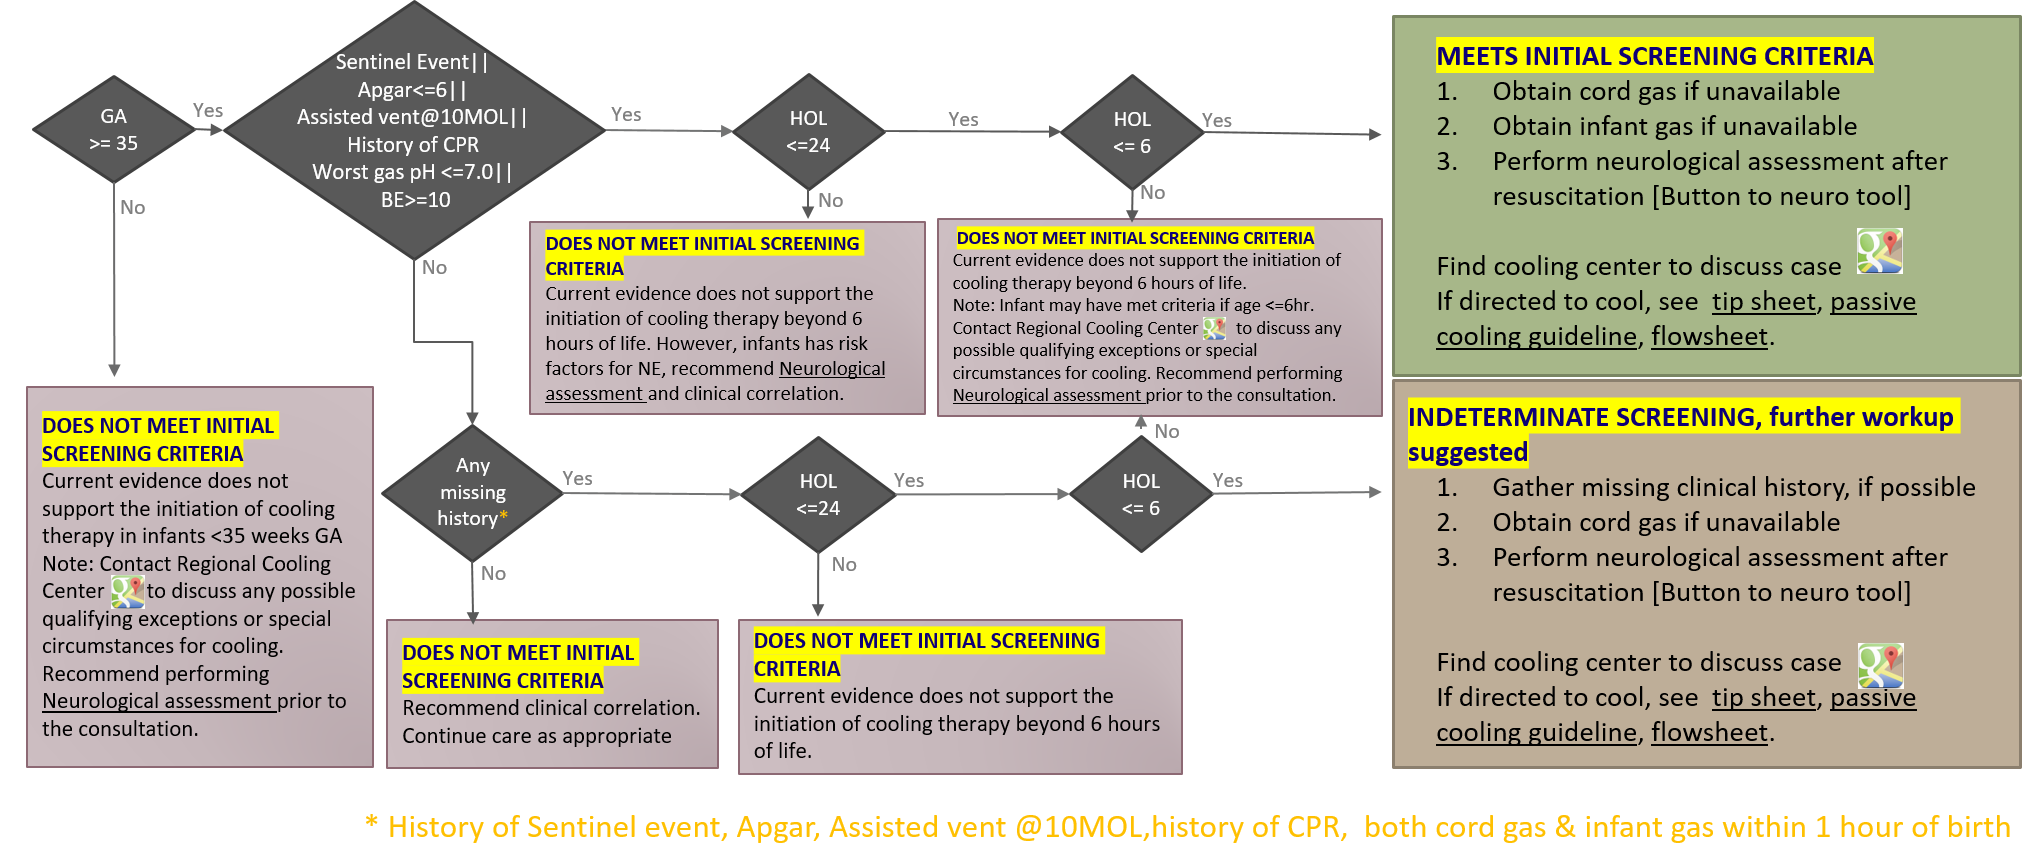 GA
>= 35
Yes
No
Sentinel Event||
Apgar<=6||
Assisted vent@10MOL||
History of CPR
Worst gas pH <=7.0||
BE>=10
Yes
No
HOL
<=24
Yes
No
HOL
<= 6
Yes
No
MEETS INITIAL SCREENING CRITERIA
1. Obtain cord gas if unavailable
2. Obtain infant gas if unavailable
3. Perform neurological assessment after
resuscitation [Button to neuro tool]
Find cooling center to discuss case
If directed to cool, see tip sheet, passive
cooling guideline, flowsheet.
DOES NOT MEET INITIAL SCREENING
CRITERIA
Current evidence does not support the
initiation of cooling therapy beyond 6
hours of life. However, infants has risk
factors for NE, recommend Neurological
assessment and clinical correlation.
DOES NOT MEET INITIAL SCREENING CRITERIA
Current evidence does not support the initiation of
cooling therapy beyond 6 hours of life.
Note: Infant may have met criteria if age <=6hr.
Contact Regional Cooling Center to discuss any
possible qualifying exceptions or special
circumstances for cooling. Recommend performing
Neurological assessment prior to the consultation.
DOES NOT MEET INITIAL
SCREENING CRITERIA
Current evidence does not
support the initiation of cooling
therapy in infants <35 weeks GA
Note: Contact Regional Cooling
Center to discuss any possible
qualifying exceptions or special
circumstances for cooling.
Recommend performing
Neurological assessment prior to
the consultation.
Any
missing
history*
Yes
No
HOL
<=24
Yes
No
HOL
<= 6
Yes
No
INDETERMINATE SCREENING, further workup
suggested
1. Gather missing clinical history, if possible
2. Obtain cord gas if unavailable
3. Perform neurological assessment after
resuscitation [Button to neuro tool]
Find cooling center to discuss case
If directed to cool, see tip sheet, passive
cooling guideline, flowsheet.
DOES NOT MEET INITIAL
SCREENING CRITERIA
Recommend clinical correlation.
Continue care as appropriate
DOES NOT MEET INITIAL SCREENING
CRITERIA
Current evidence does not support the
initiation of cooling therapy beyond 6 hours
of life.
* History of Sentinel event, Apgar, Assisted vent @10MOL,history of CPR, both cord gas & infant gas within 1 hour of birth